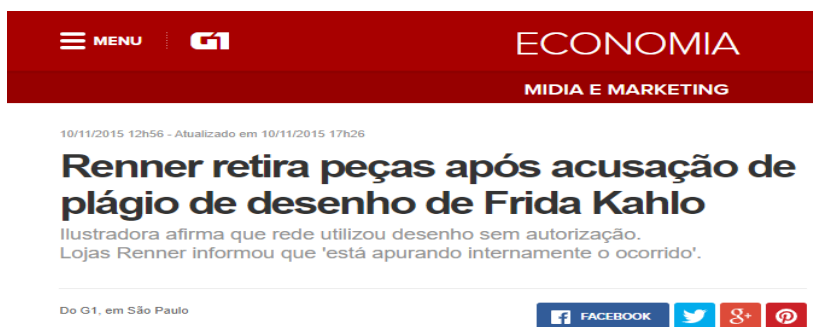 MENU G1 ECONOMIA
MIDIA E MARKETING
10/11/2015 12h56 - Atualizado em 10/11/2015 17h26
Renner retira peças após acusação de
plágio de desenho de Frida Kahlo
Ilustradora afirma que rede utilizou desenho sem autorização.
Lojas Renner informou que 'está apurando internamente o ocorrido'.
Do G1, em São Paulo
FACEBOOK